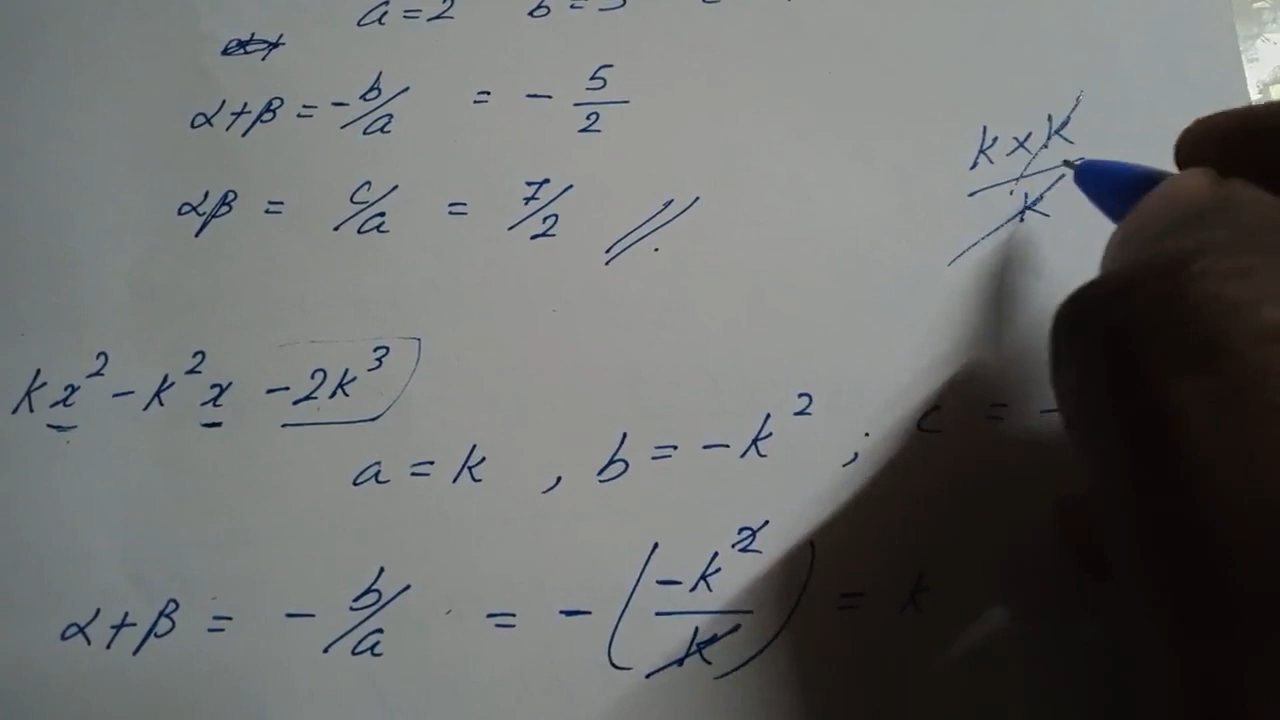 a = 2 b = 5
α+β = -b/a = - 5/2
αβ = c/a = 7/2 //
k×k/k
kx² - k²x - 2k³
a = k , b = -k² ; c = -
α+β = - b/a = - (-k²/k) = k